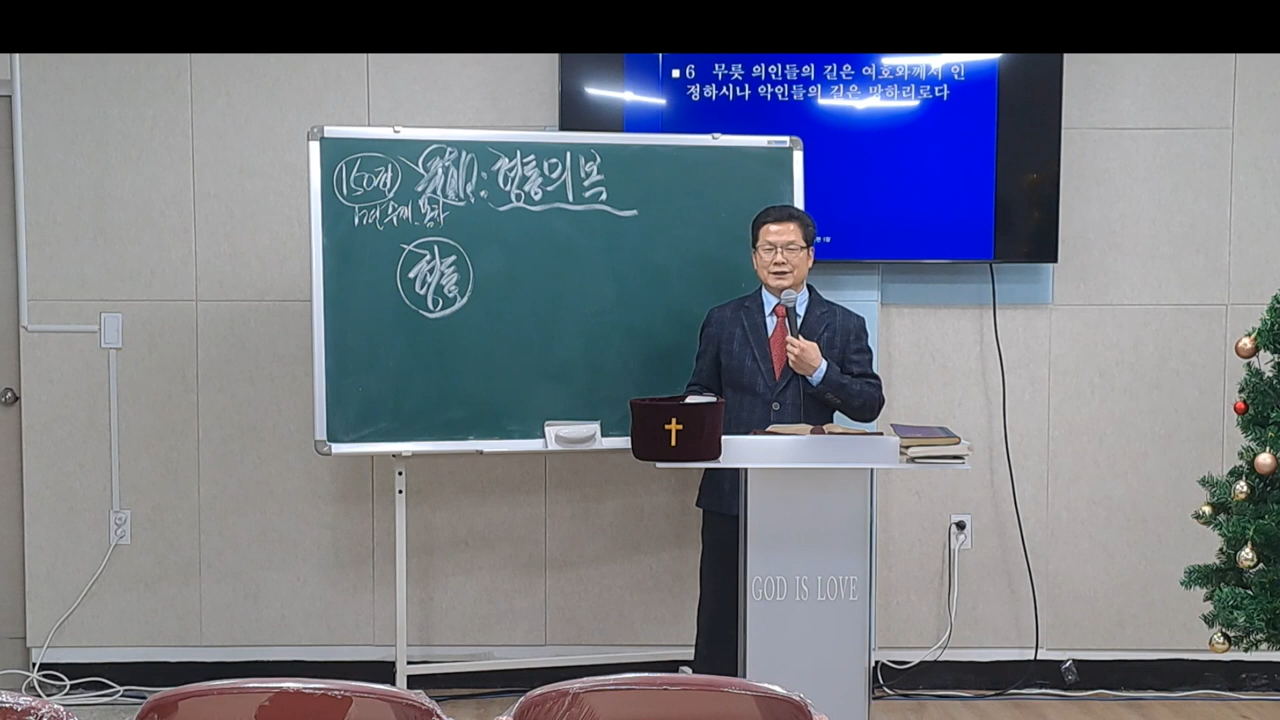 ■ 6 무릇 의인들의 길은 여호와께서 인
정하시나 악인들의 길은 망하리로다
150편 : 형통의 복
형통
GOD IS LOVE